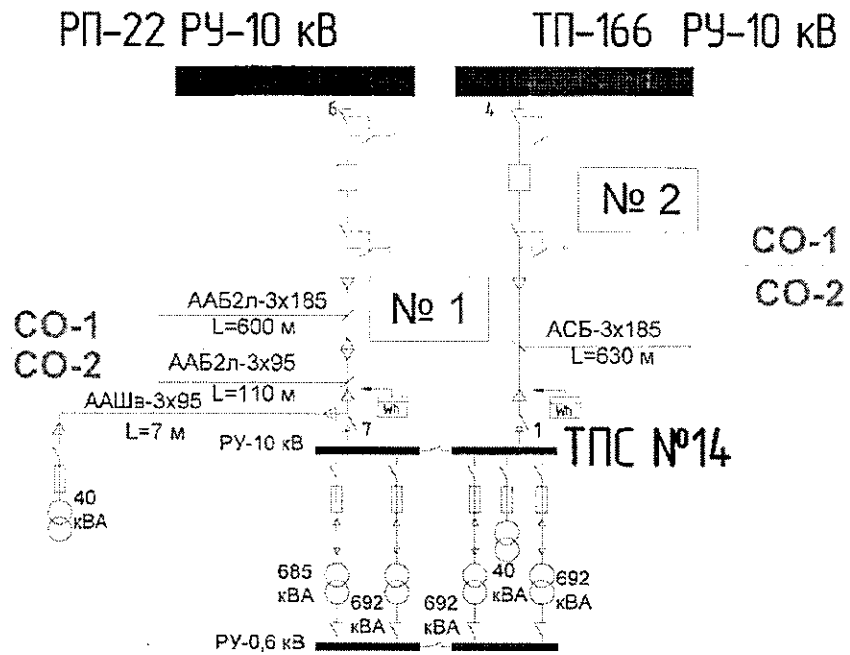 РП-22 РУ-10 кВ
ТП-166 РУ-10 кВ
6
4
№ 2
СО-1
СО-2
ААБ2л-3х185
L=600 м
№ 1
СО-1
СО-2
ААБ2л-3х95
L=110 м
АСБ-3х185
L=630 м
ААШв-3х95
L=7 м
Wh
Wh
7
1
РУ-10 кВ
ТПС №14
40
кВА
685
кВА
692
кВА
692
кВА
40
кВА
692
кВА
РУ-0,6 кВ